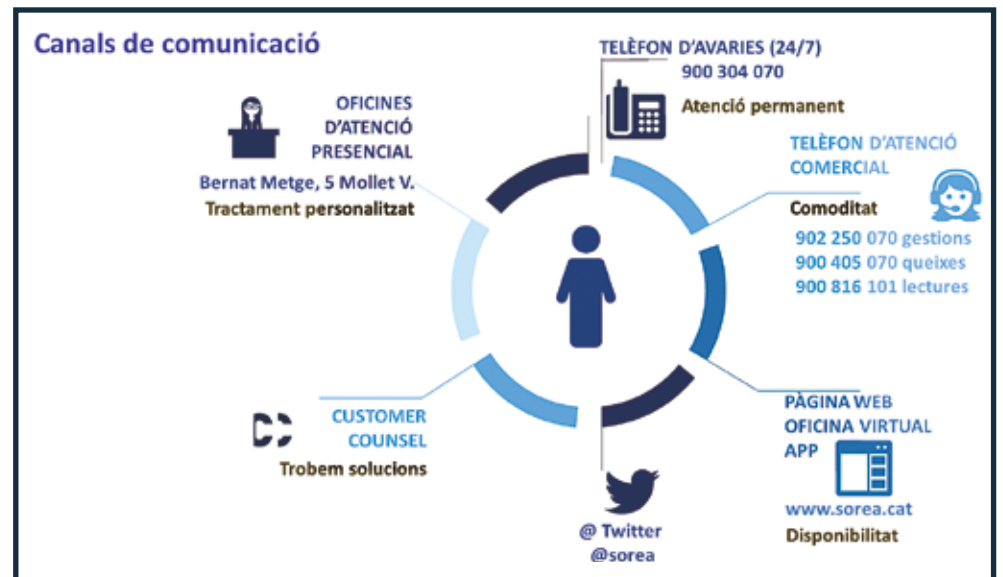 Canals de comunicació
TELÈFON D'AVARIES (24/7)
900 304 070
Atenció permanent
OFICINES
D'ATENCIÓ
PRESENCIAL
Bernat Metge, 5 Mollet V.
Tractament personalitzat
TELÈFON D'ATENCIÓ
COMERCIAL
Comoditat
902 250 070 gestions
900 405 070 queixes
900 816 101 lectures
CUSTOMER
COUNSEL
Trobem solucions
PÀGINA WEB
OFICINA VIRTUAL
APP
www.sorea.cat
Disponibilitat
@ Twitter
@sorea